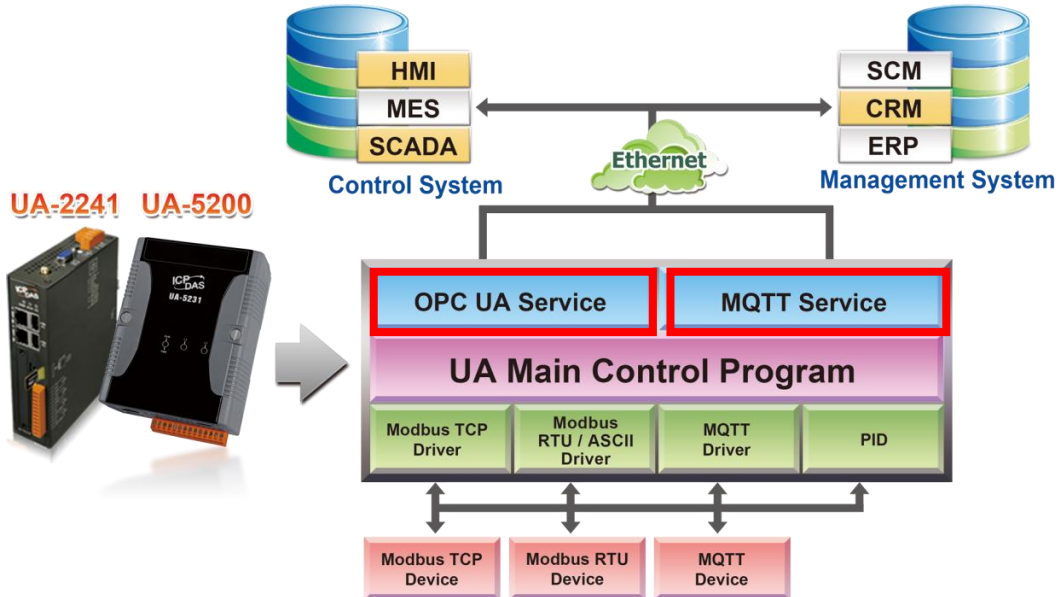 HMI
MES
SCADA
Control System
SCM
CRM
ERP
Management System
Ethernet
UA-2241 UA-5200
ICP
DAS
UA-5231
OPC UA Service
MQTT Service
UA Main Control Program
Modbus TCP
Driver
Modbus
RTU / ASCII
Driver
MQTT
Driver
PID
Modbus TCP
Device
Modbus RTU
Device
MQTT
Device